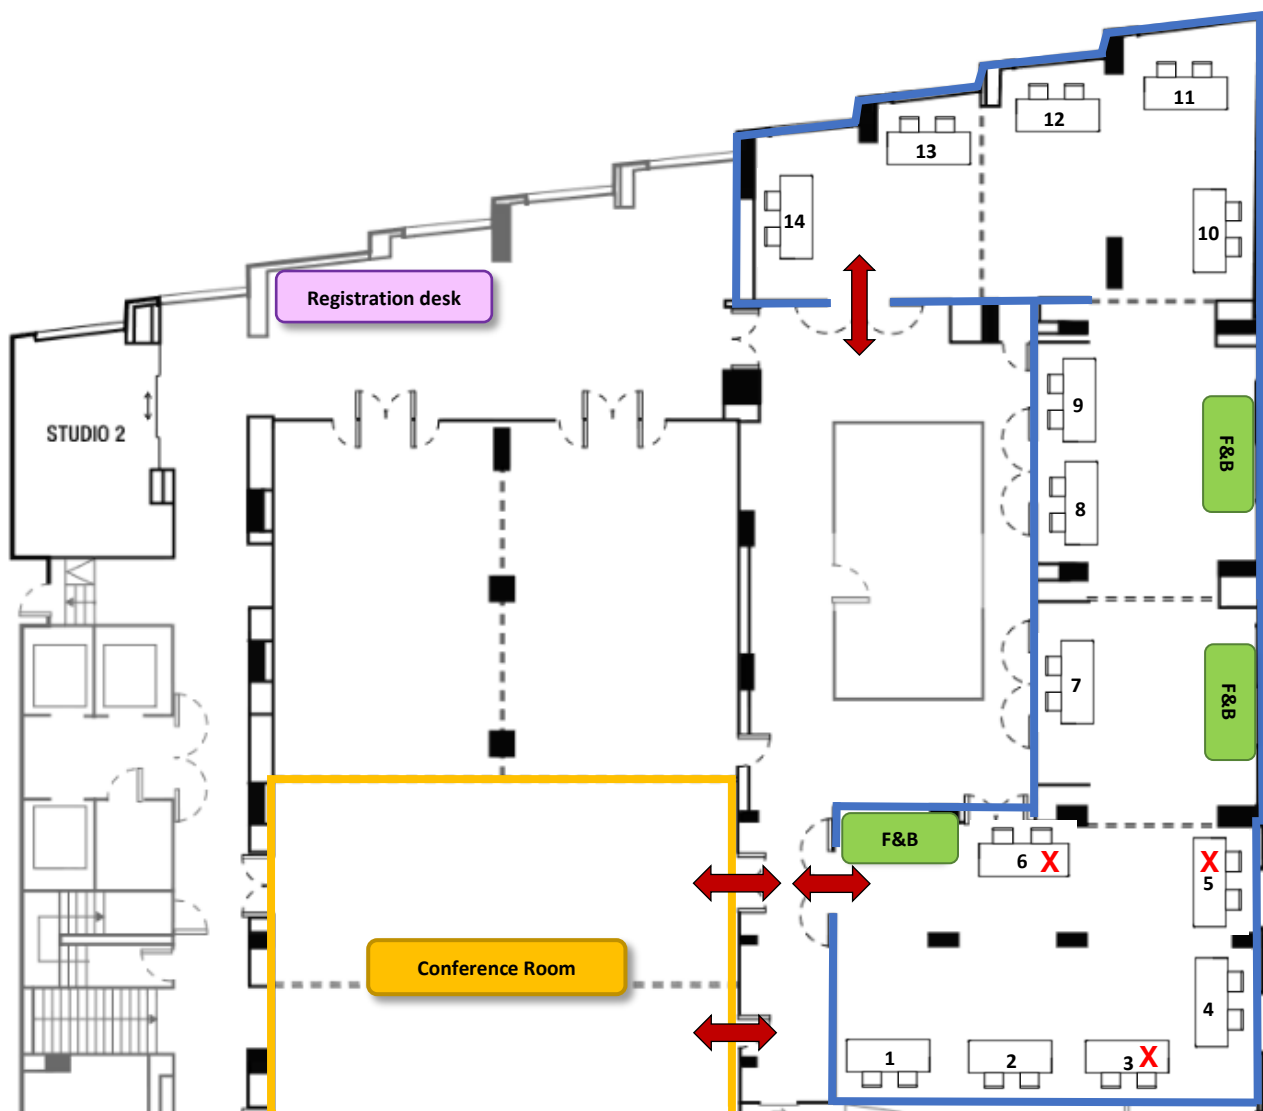 11
12
13
14
10
Registration desk
9
F&B
STUDIO 2
8
7
F&B
F&B
6 X
X
5
Conference Room
4
1
2
3 X